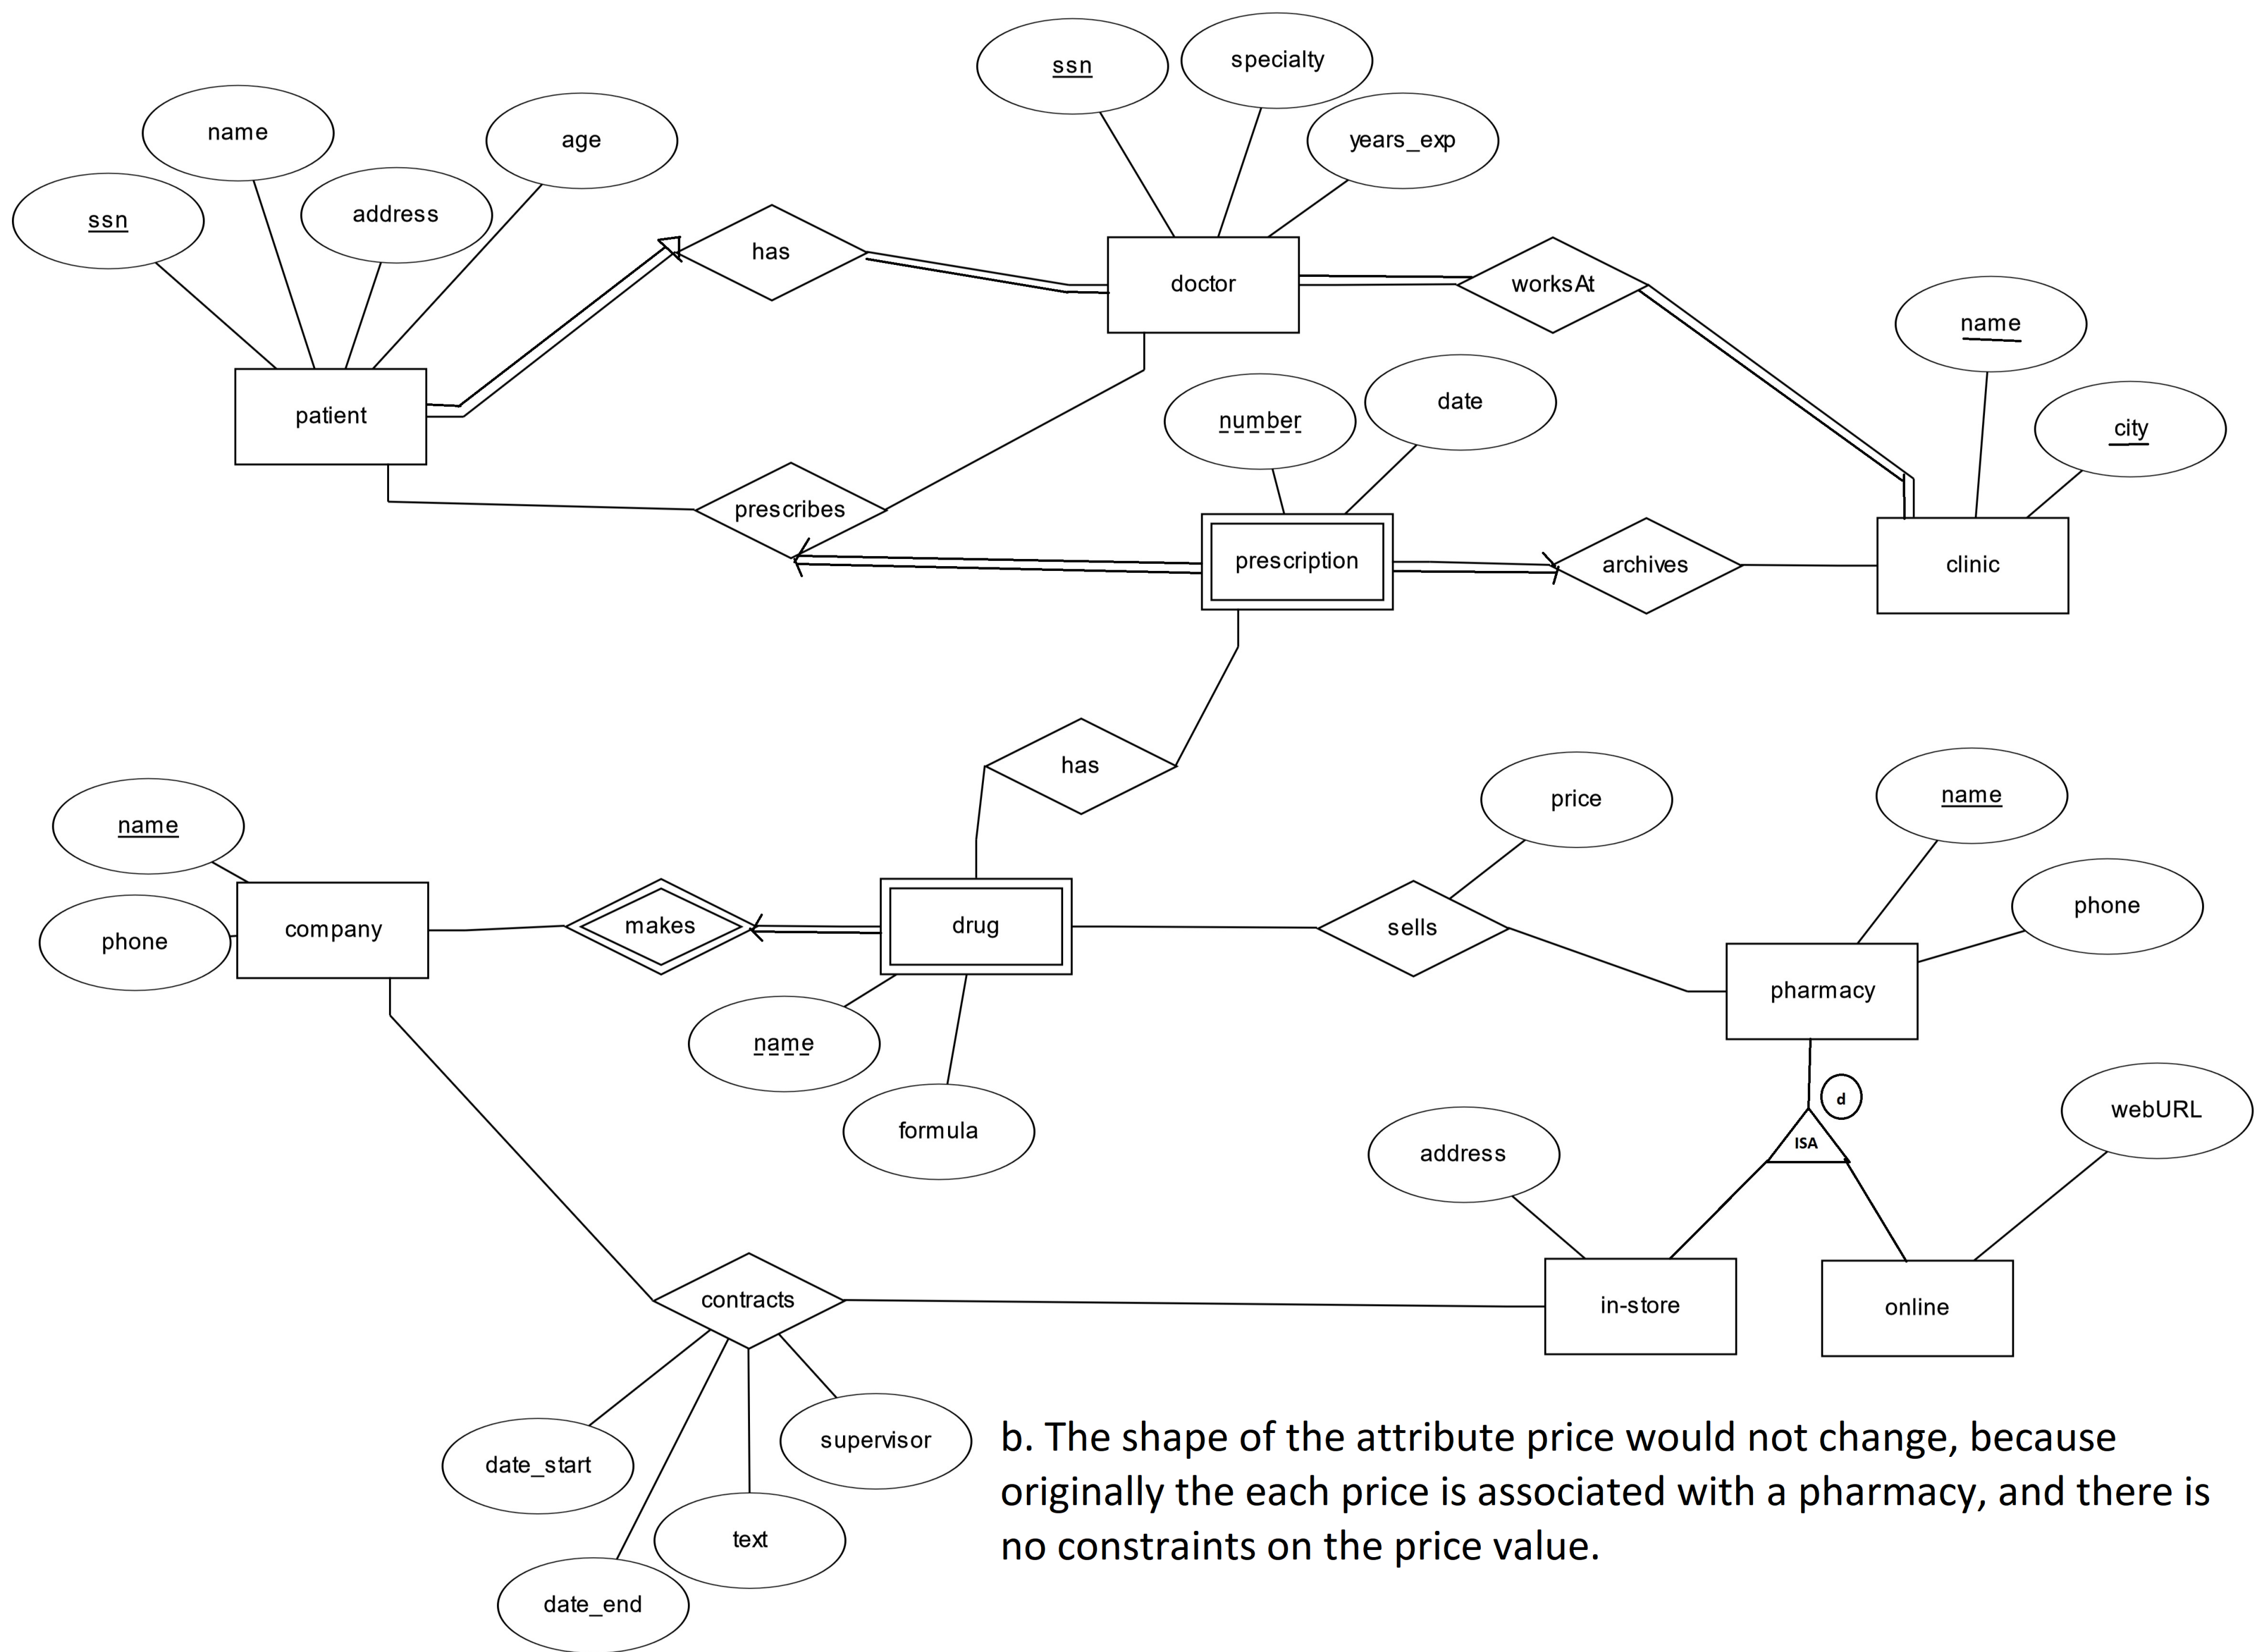 ssn
specialty
name
age
years_exp
ssn
address
has
doctor
worksAt
name
patient
number
date
city
prescribes
prescription
archives
clinic
has
name
price
name
phone
company
makes
drug
sells
phone
pharmacy
name
formula
d
ISA
webURL
address
contracts
in-store
online
date_start
supervisor
text
date_end
b. The shape of the attribute price would not change, because
originally the each price is associated with a pharmacy, and there is
no constraints on the price value.